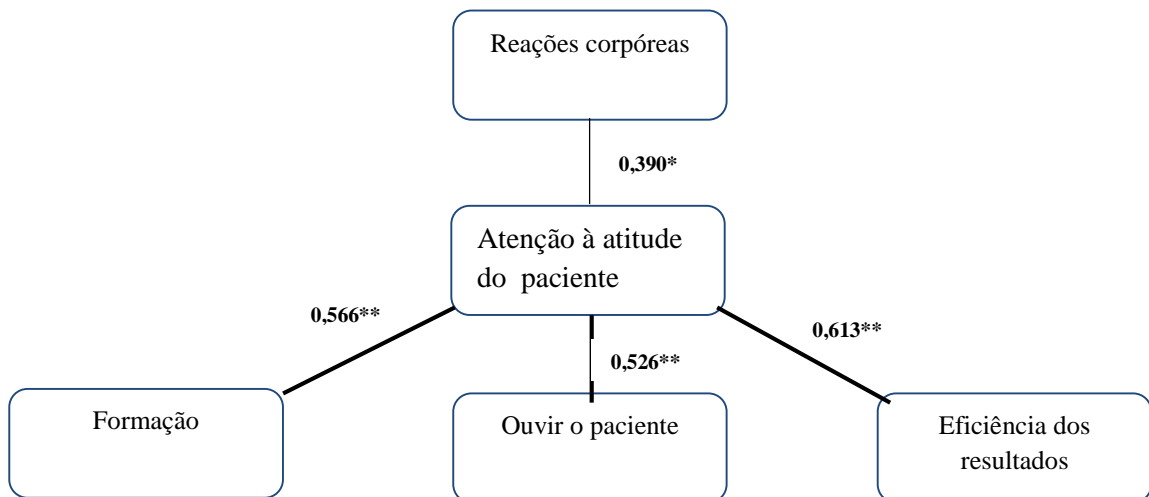 Reações corpóreas
0,390*
Atenção à atitude
do paciente
0,566**
0,526**
0,613**
Formação
Ouvir o paciente
Eficiência dos
resultados